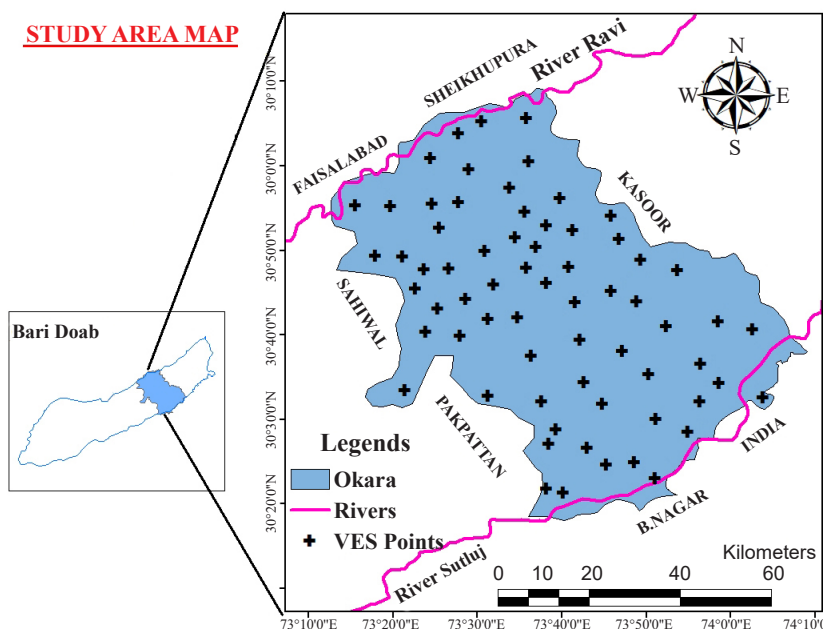 STUDY AREA MAP
SHEIKHUPURA
River Ravi
FAISALABAD
KASOOR
N
W E
S
30°10'0"N
30°0'0"N
30°50'0"N
30°40'0"N
30°30'0"N
30°20'0"N
SAHIWAL
Bari Doab
PAKPATTAN
INDIA
B.NAGAR
River Sutluj
Legends
Okara
Rivers
VES Points
Kilometers
0 10 20 40 60
73°10'0"E 73°20'0"E 73°30'0"E 73°40'0"E 73°50'0"E 74°0'0"E 74°10'0"E